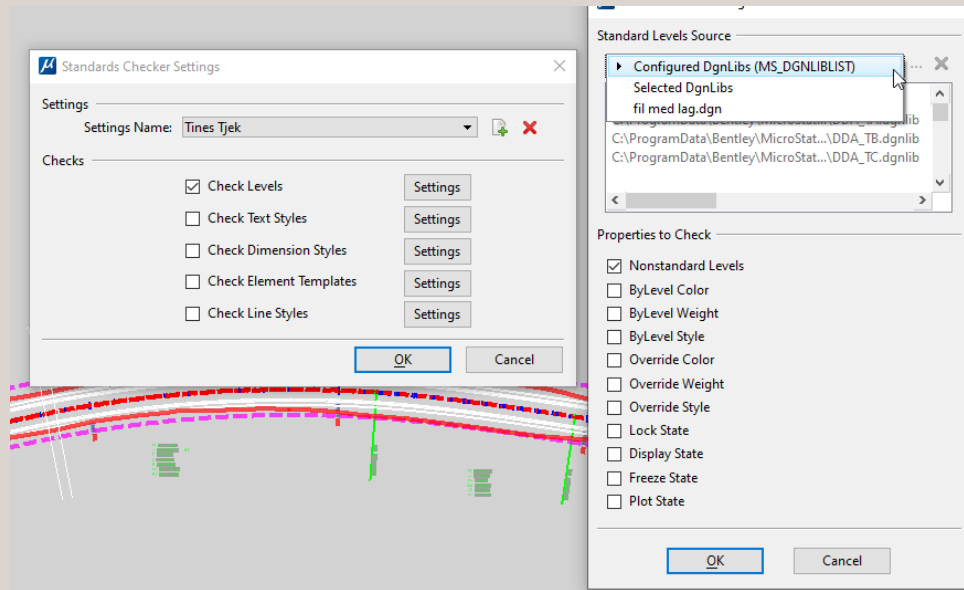 Standards Checker Settings
Settings
Settings Name: Tines Tjek
Checks
Check Levels Settings
Check Text Styles Settings
Check Dimension Styles Settings
Check Element Templates Settings
Check Line Styles Settings
OK Cancel
Standard Levels Source
Configured DgnLibs (MS_DGNLIBLIST) ...
Selected DgnLibs
fil med lag.dgn
C:\ProgramData\Bentley\MicroStat...\DDA_TB.dgnlib
C:\ProgramData\Bentley\MicroStat...\DDA_TC.dgnlib
Properties to Check
Nonstandard Levels
ByLevel Color
ByLevel Weight
ByLevel Style
Override Color
Override Weight
Override Style
Lock State
Display State
Freeze State
Plot State
OK Cancel